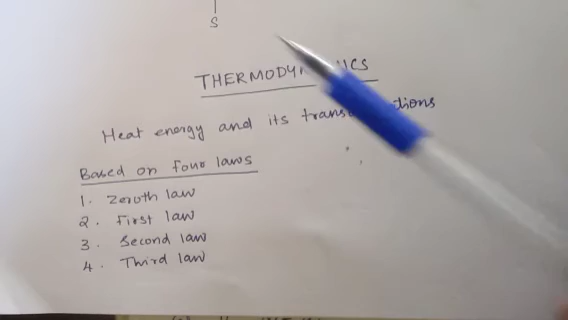 S
THERMODYNAMICS
Heat energy and its
Based on four laws
1. Zeroth law
2. First law
3. Second law
4. Third law